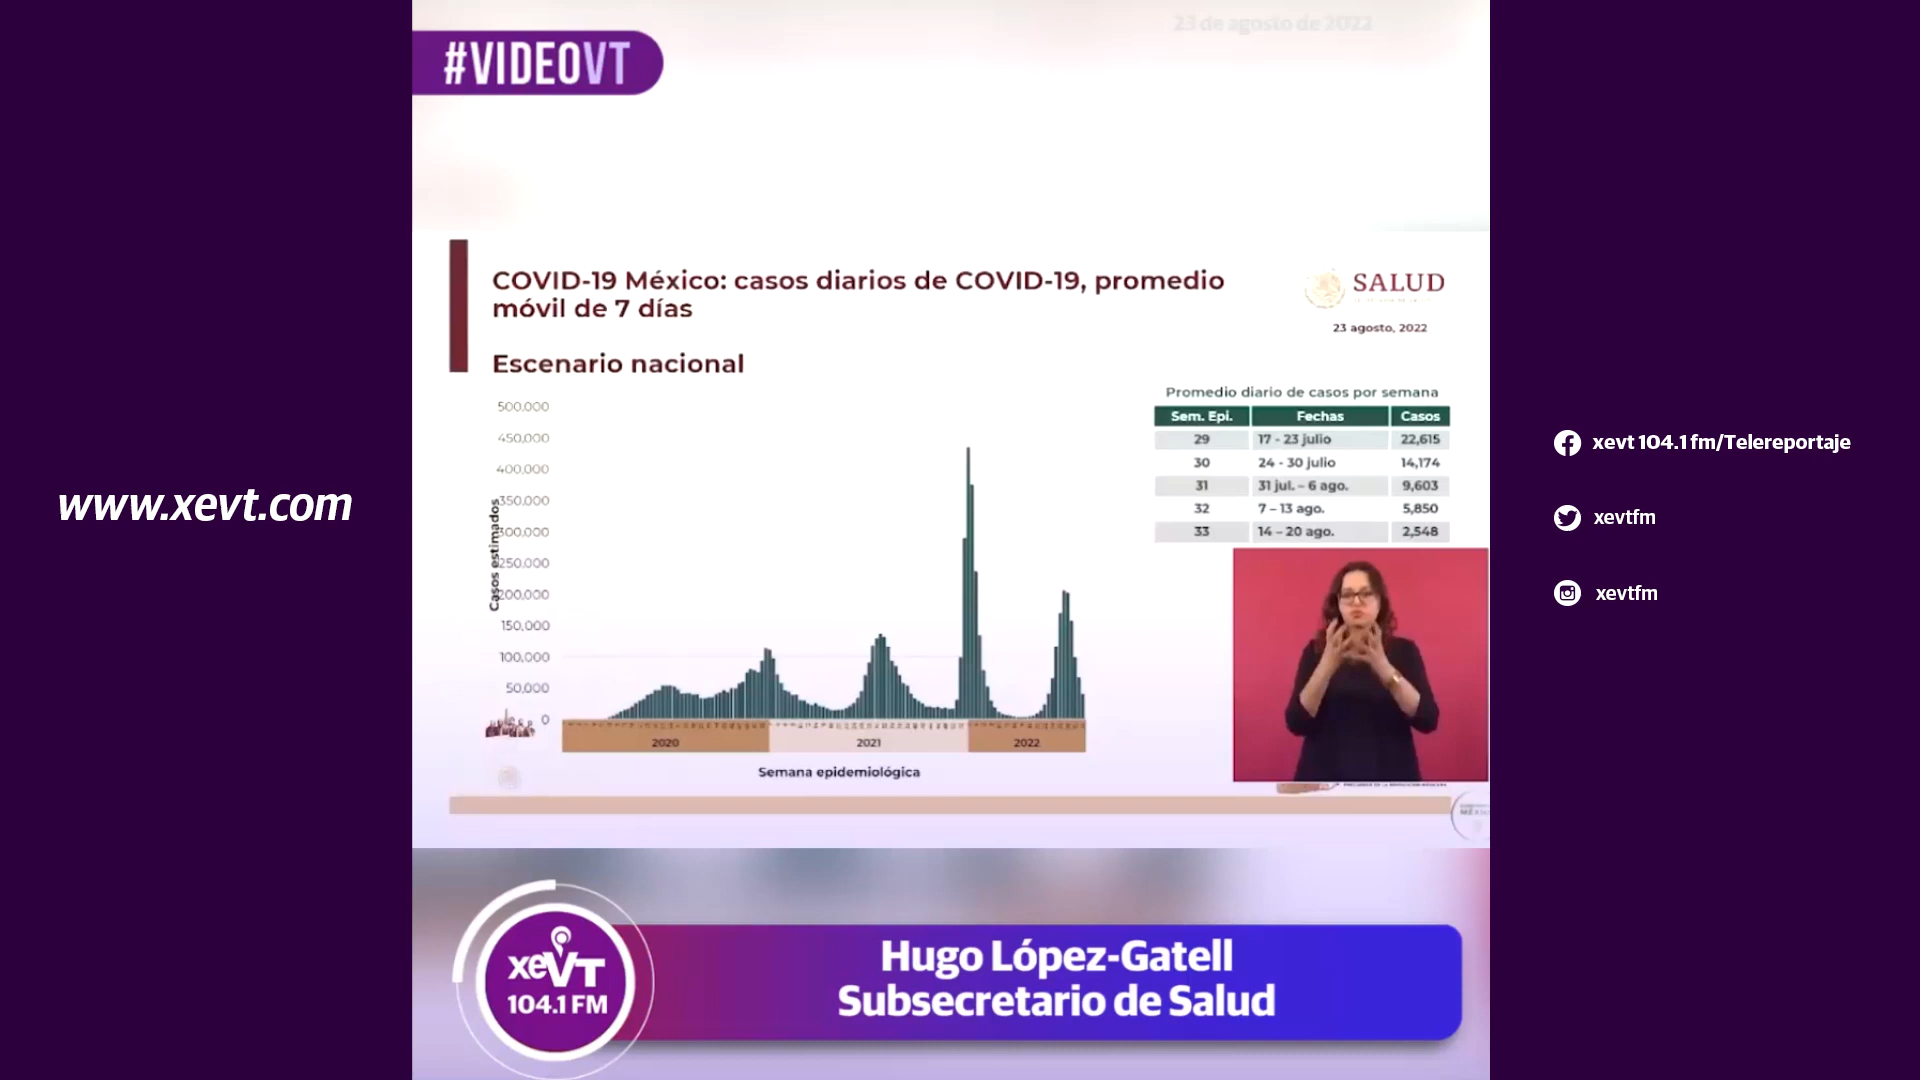 23 de agosto de 2022
#VIDEOVT
COVID-19 México: casos diarios de COVID-19, promedio
móvil de 7 días
SALUD
23 agosto, 2022
Escenario nacional
Promedio diario de casos por semana
Sem. Epi. Fechas Casos
29 17 - 23 julio 22,615
30 24 - 30 julio 14,174
31 31 jul. – 6 ago. 9,603
32 7 – 13 ago. 5,850
33 14 – 20 ago. 2,548
Casos estimados
500,000
450,000
400,000
350,000
300,000
250,000
200,000
150,000
100,000
50,000
0
2020 2021 2022
Semana epidemiológica
www.xevt.com
xevt 104.1 fm/Telereportaje
xevtfm
xevtfm
xeVT
104.1 FM
Hugo López-Gatell
Subsecretario de Salud